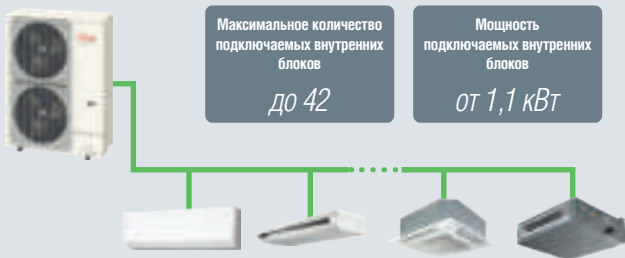 Максимальное количество
подключаемых внутренних
блоков
до 42
Мощность
подключаемых внутренних
блоков
от 1,1 кВт